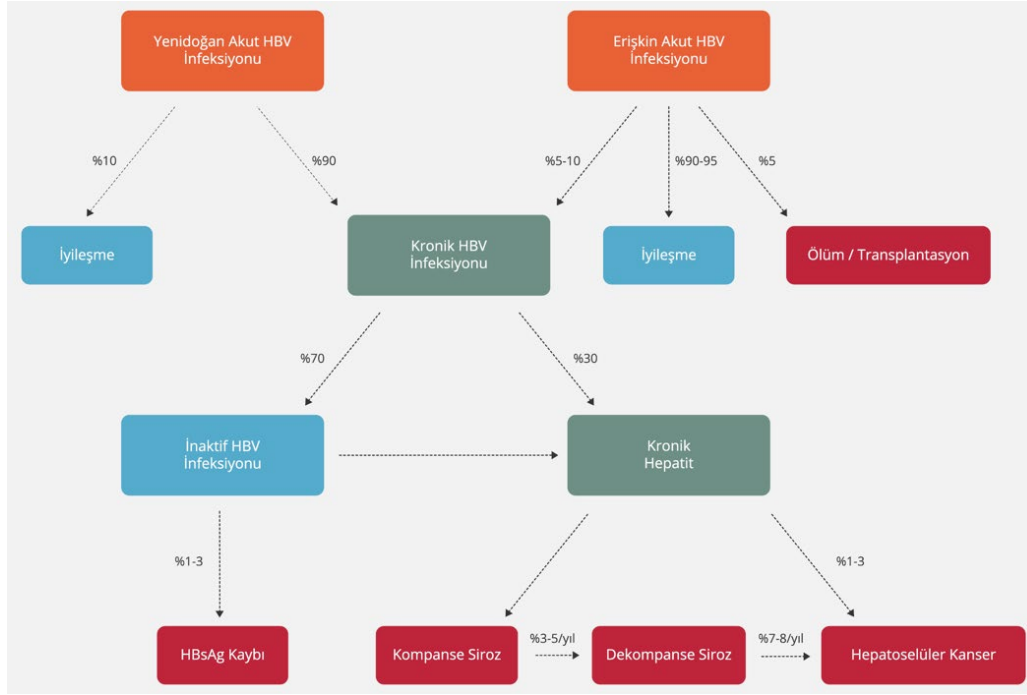 Yenidoğan Akut HBV
İnfeksiyonu
Erişkin Akut HBV
İnfeksiyonu
%10
%90
%5-10
%90-95
%5
İyileşme
Kronik HBV
İnfeksiyonu
İyileşme
Ölüm / Transplantasyon
%70
%30
İnaktif HBV
İnfeksiyonu
Kronik
Hepatit
%1-3
%1-3
HBsAg Kaybı
Kompanse Siroz
%3-5/yıl
Dekompanse Siroz
%7-8/yıl
Hepatoselüler Kanser